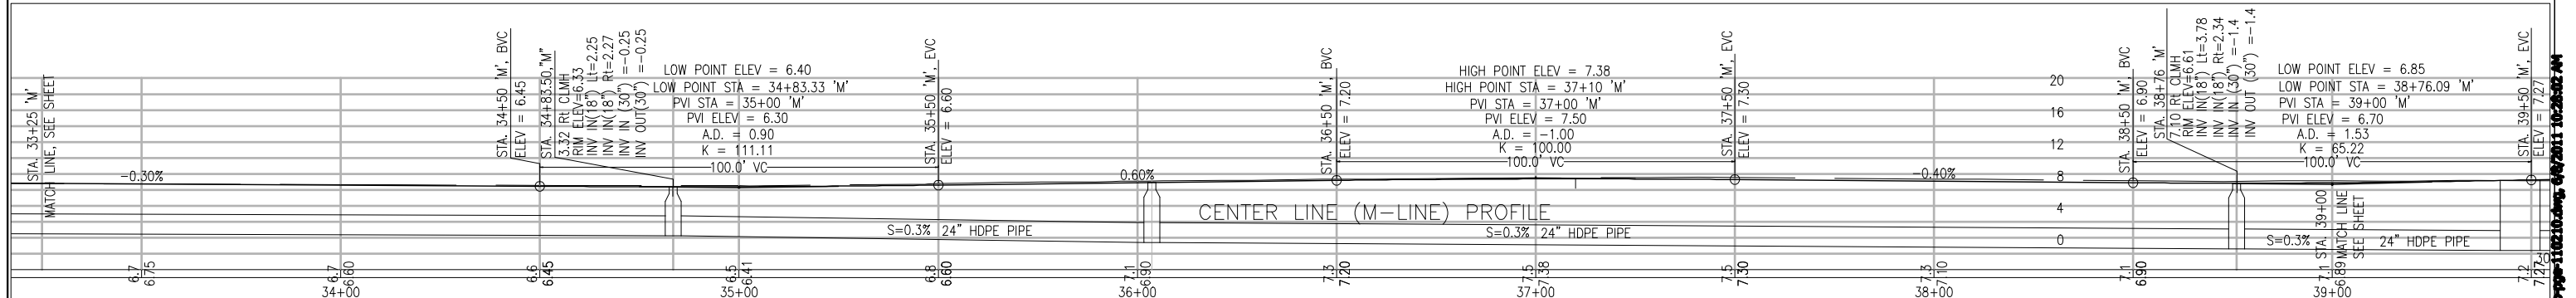 STA. 33+25 'M'
MATCH LINE, SEE SHEET
-0.30%
STA. 34+50 'M', BVC
ELEV = 6.45
STA. 34+83.50,"M"
3.32 Rt CLMH
RIM ELEV=6.33
INV IN(18") Lt=2.25
INV IN(18") Rt=2.27
INV IN (30") =-0.25
INV OUT(30") =-0.25
LOW POINT ELEV = 6.40
LOW POINT STA = 34+83.33 'M'
PVI STA = 35+00 'M'
PVI ELEV = 6.30
A.D. = 0.90
K = 111.11
100.0' VC
STA. 35+50 'M', EVC
ELEV = 6.60
0.60%
STA. 36+50 'M', BVC
ELEV = 7.20
HIGH POINT ELEV = 7.38
HIGH POINT STA = 37+10 'M'
PVI STA = 37+00 'M'
PVI ELEV = 7.50
A.D. = -1.00
K = 100.00
100.0' VC
STA. 37+50 'M', EVC
ELEV = 7.30
-0.40%
20
16
12
8
4
0
STA. 38+50 'M', BVC
ELEV = 6.90
STA. 38+76 'M'
7.10 Rt CLMH
RIM ELEV=6.61
INV IN(18") Lt=3.78
INV IN(18") Rt=2.34
INV IN (30") =-1.4
INV OUT (30") =-1.4
LOW POINT ELEV = 6.85
LOW POINT STA = 38+76.09 'M'
PVI STA = 39+00 'M'
PVI ELEV = 6.70
A.D. = 1.53
K = 65.22
100.0' VC
STA. 39+50 'M', EVC
ELEV = 7.27
CENTER LINE (M-LINE) PROFILE
S=0.3% 24" HDPE PIPE
S=0.3% 24" HDPE PIPE
S=0.3% 24" HDPE PIPE
STA. 39+00
MATCH LINE
SEE SHEET
6.7
6.75
6.7
6.60
6.6
6.45
6.5
6.41
6.8
6.60
7.1
6.90
7.3
7.20
7.5
7.38
7.5
7.30
7.3
7.10
7.1
6.90
7.1
6.89
7.2
7.27
34+00
35+00
36+00
37+00
38+00
39+00